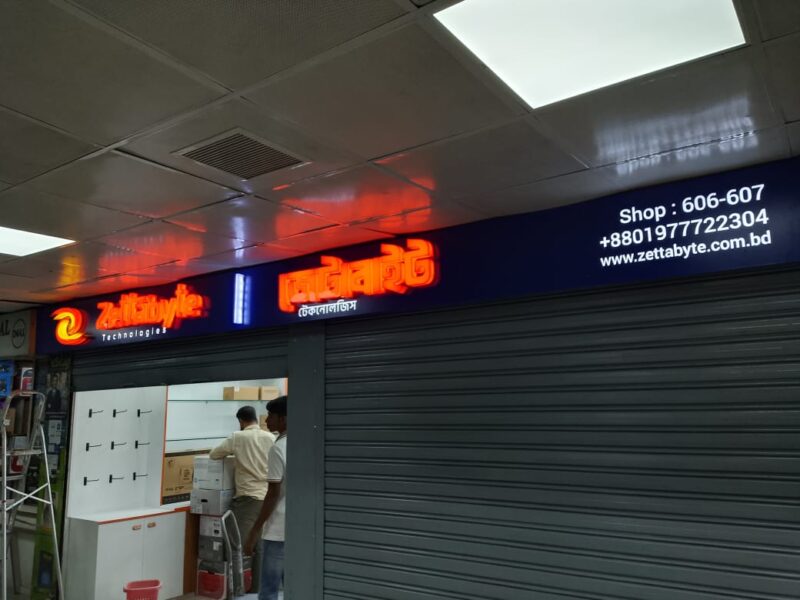 Zettabyte
Technologies
জেটাবাইট
টেকনোলজিস
Shop : 606-607
+8801977722304
www.zettabyte.com.bd